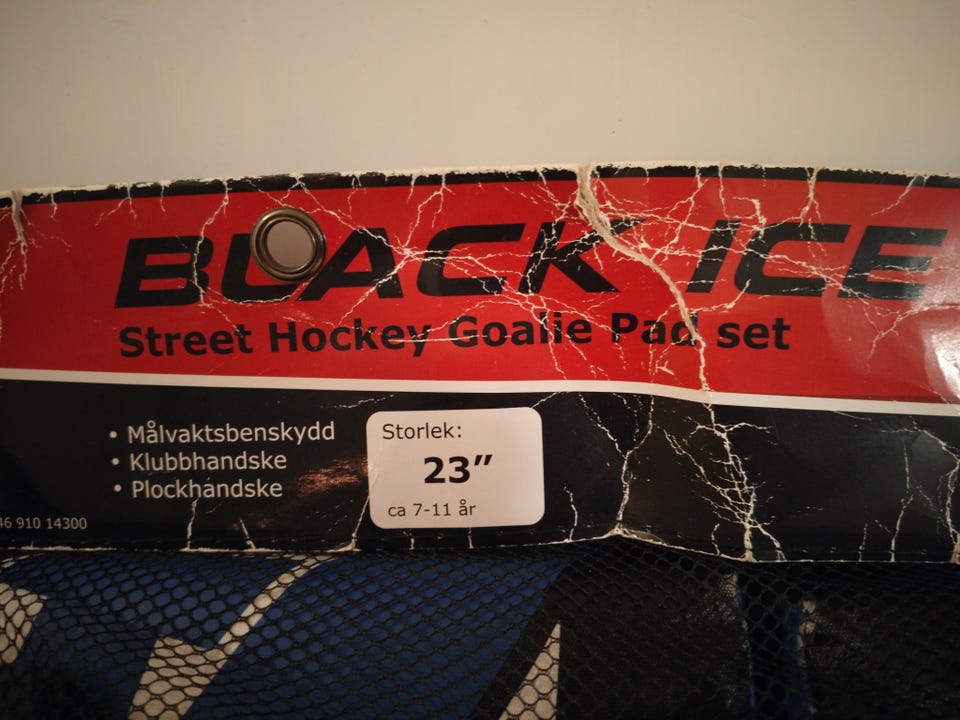 BLACK ICE
Street Hockey Goalie Pad set
• Målvaktsbenskydd
• Klubbhandske
• Plockhandske
46 910 14300
Storlek:
23”
ca 7-11 år